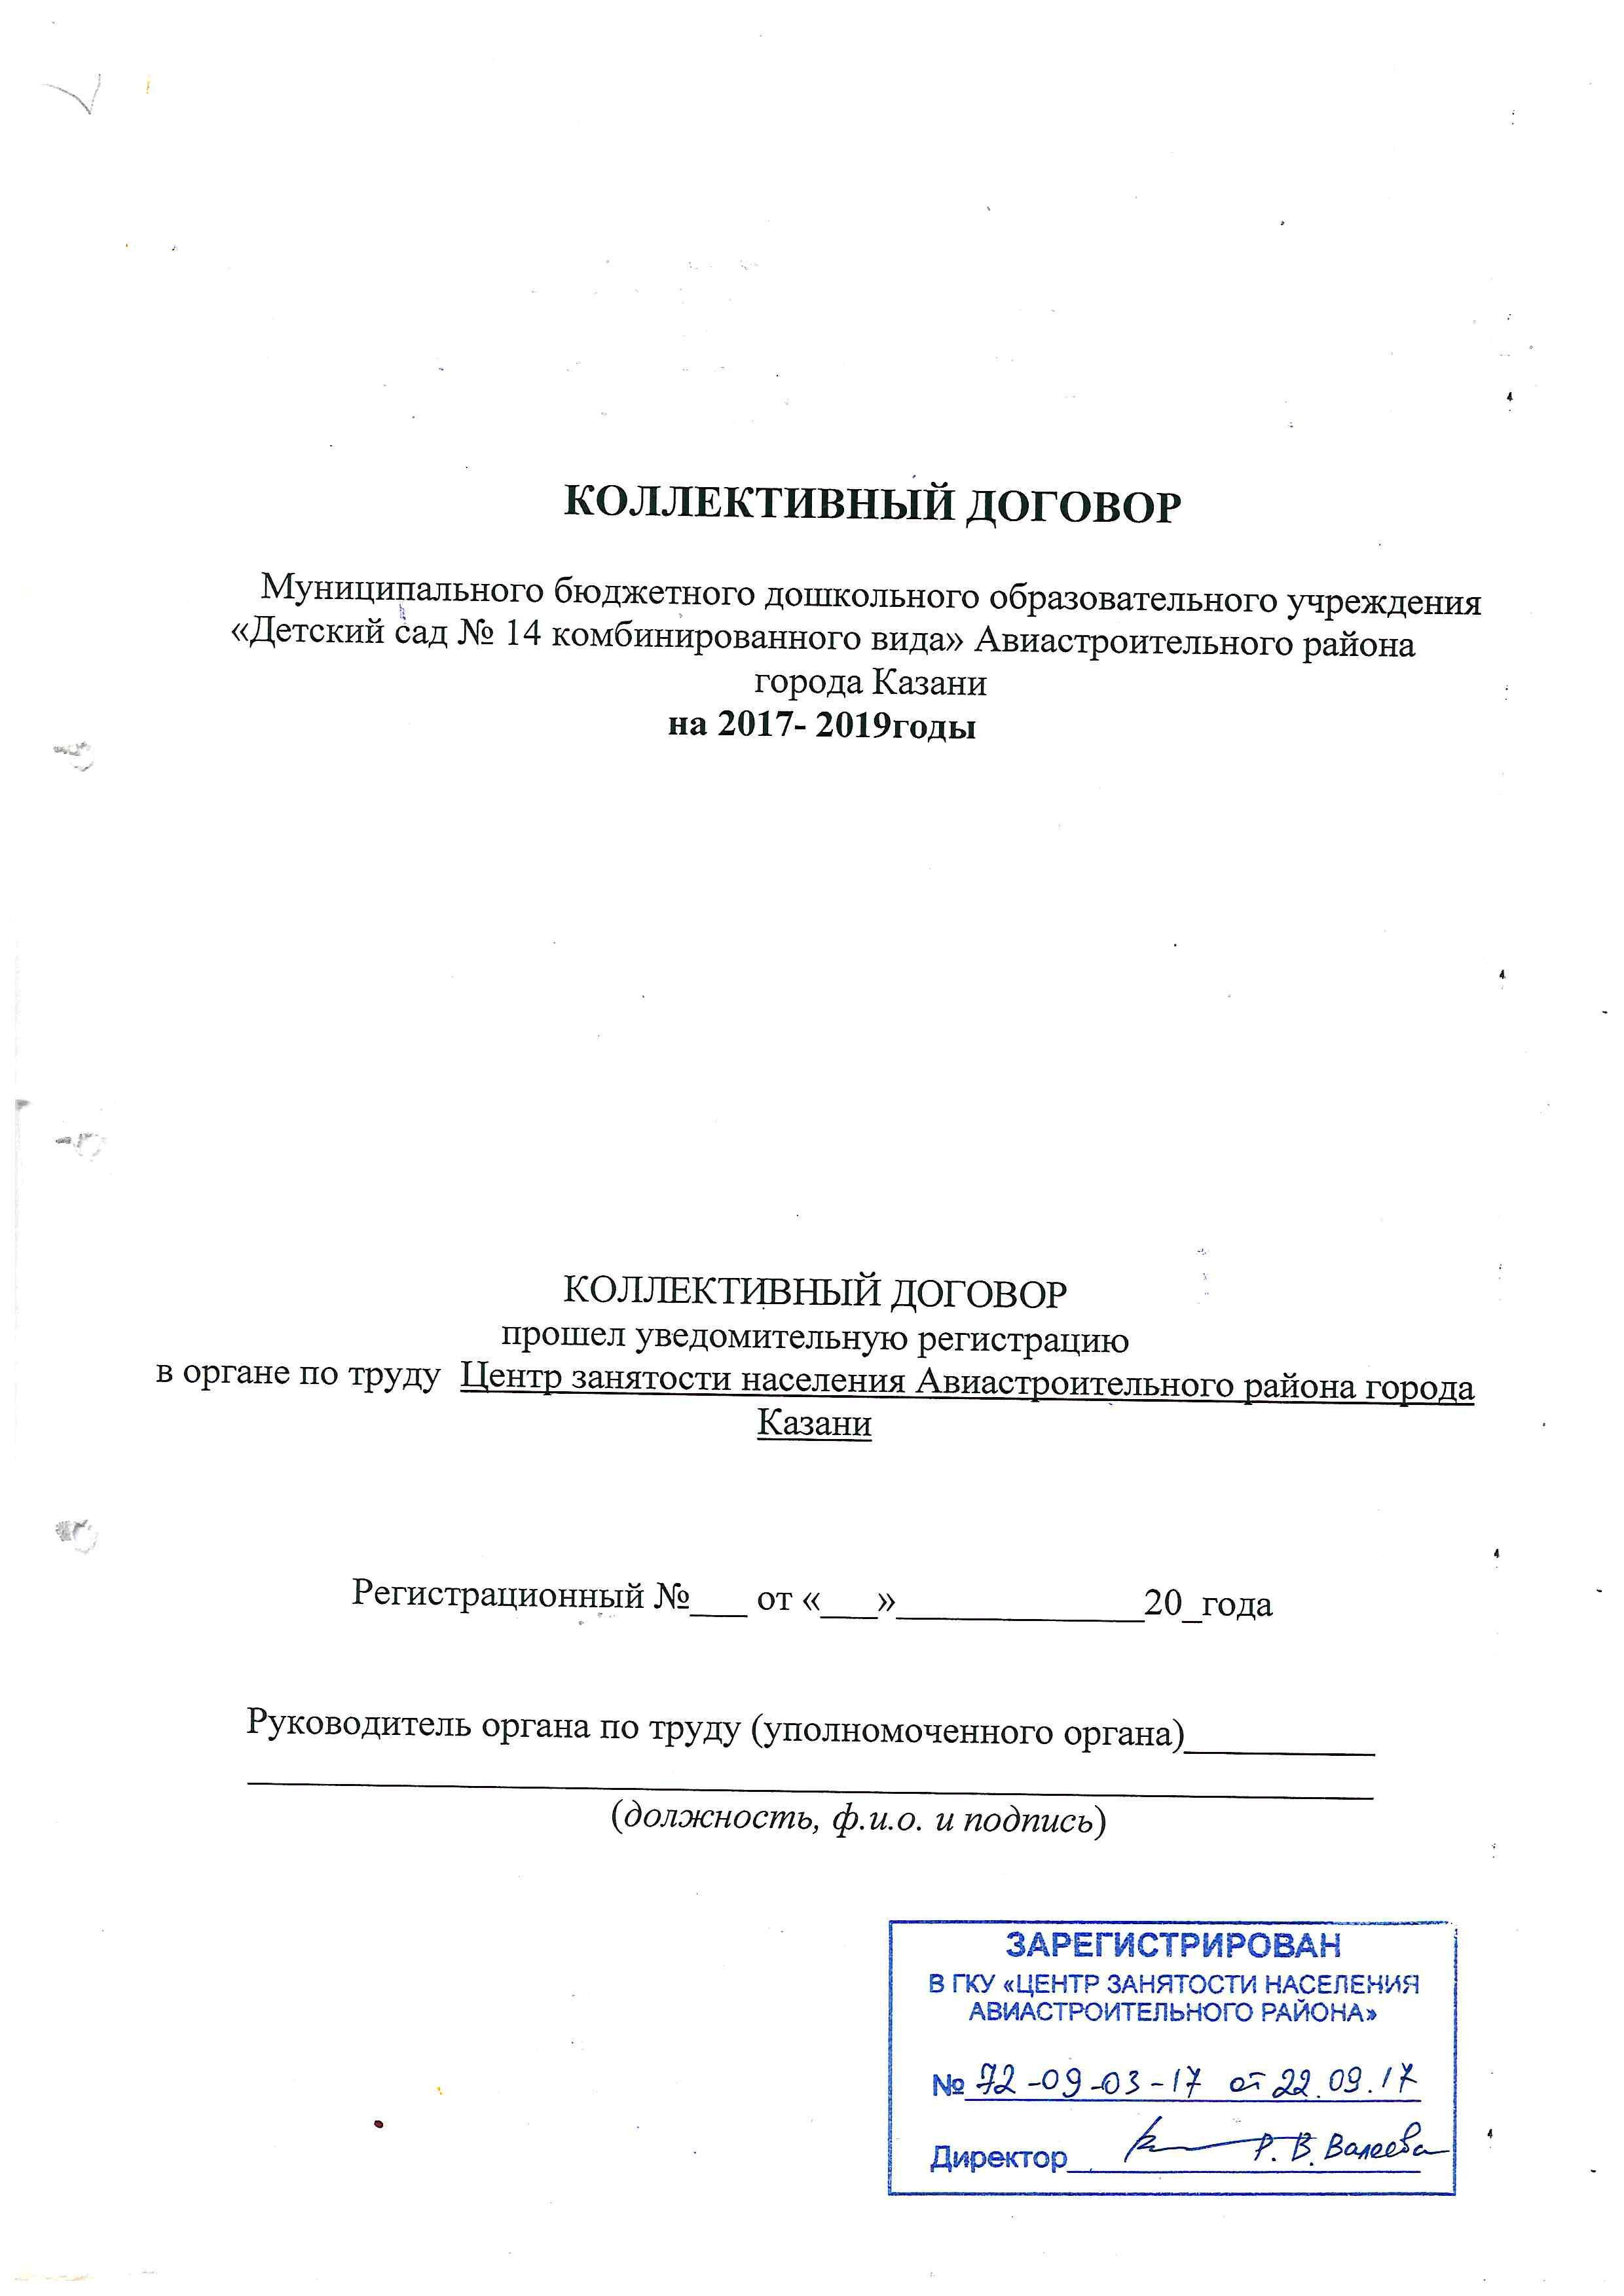 КОЛЛЕКТИВНЫЙ ДОГОВОР
Муниципального бюджетного дошкольного образовательного учреждения
«Детский сад № 14 комбинированного вида» Авиастроительного района
города Казани
на 2017- 2019годы
КОЛЛЕКТИВНЫЙ ДОГОВОР
прошел уведомительную регистрацию
в органе по труду Центр занятости населения Авиастроительного района города
Казани
Регистрационный №___ от «___»_____________20_года
Руководитель органа по труду (уполномоченного органа)__________
(должность, ф.и.о. и подпись)
ЗАРЕГИСТРИРОВАН
В ГКУ «ЦЕНТР ЗАНЯТОСТИ НАСЕЛЕНИЯ
АВИАСТРОИТЕЛЬНОГО РАЙОНА»
№ 72-09-03-17 от 22.09.17
Директор Р. В. Валеева